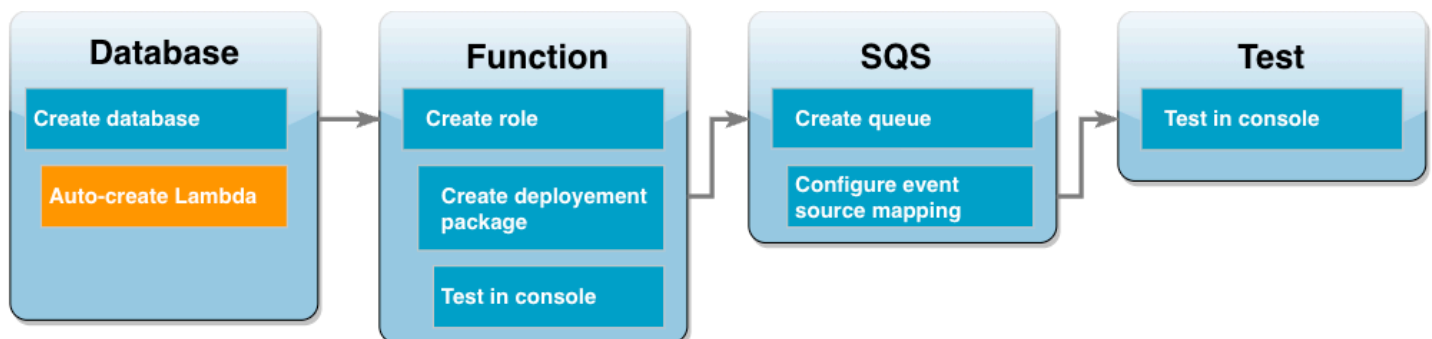 Database
Create database
Auto-create Lambda
Function
Create role
Create deployement
package
Test in console
SQS
Create queue
Configure event
source mapping
Test
Test in console